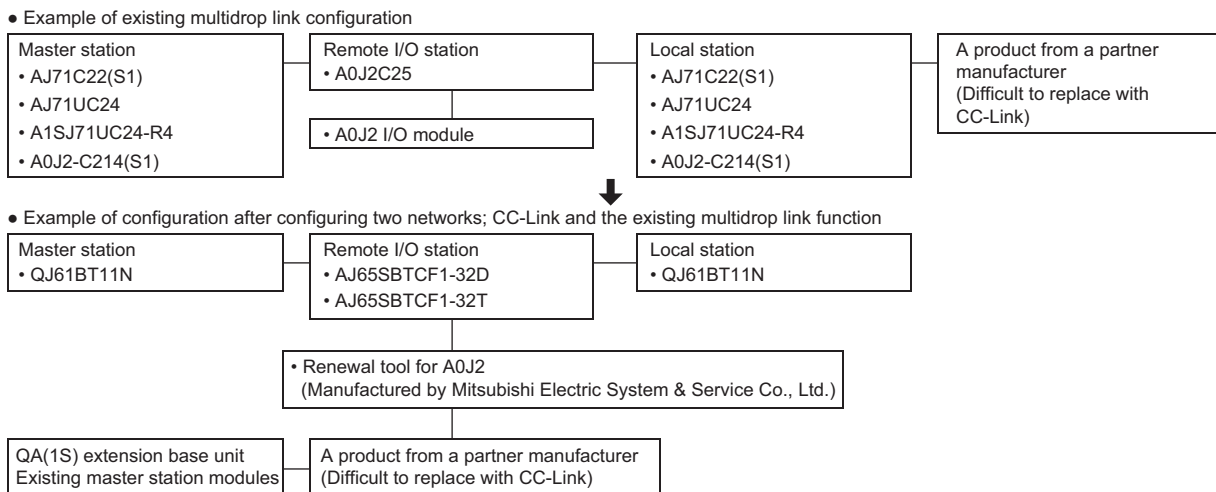 ● Example of existing multidrop link configuration
Master station
• AJ71C22(S1)
• AJ71UC24
• A1SJ71UC24-R4
• A0J2-C214(S1)
Remote I/O station
• A0J2C25
• A0J2 I/O module
Local station
• AJ71C22(S1)
• AJ71UC24
• A1SJ71UC24-R4
• A0J2-C214(S1)
A product from a partner
manufacturer
(Difficult to replace with
CC-Link)
● Example of configuration after configuring two networks; CC-Link and the existing multidrop link function
Master station
• QJ61BT11N
Remote I/O station
• AJ65SBTCF1-32D
• AJ65SBTCF1-32T
Local station
• QJ61BT11N
• Renewal tool for A0J2
(Manufactured by Mitsubishi Electric System & Service Co., Ltd.)
QA(1S) extension base unit
Existing master station modules
A product from a partner manufacturer
(Difficult to replace with CC-Link)